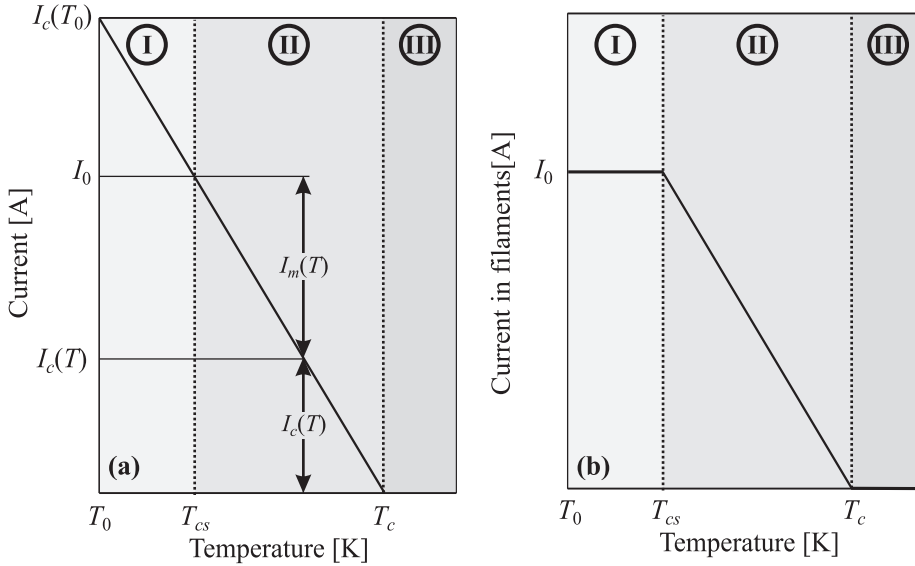 I_c(T_0)
I II III
I_0
I_m(T)
Current [A]
I_c(T)
I_c(T)
(a)
T_0 T_cs T_c
Temperature [K]
I II III
I_0
Current in filaments[A]
(b)
T_0 T_cs T_c
Temperature [K]